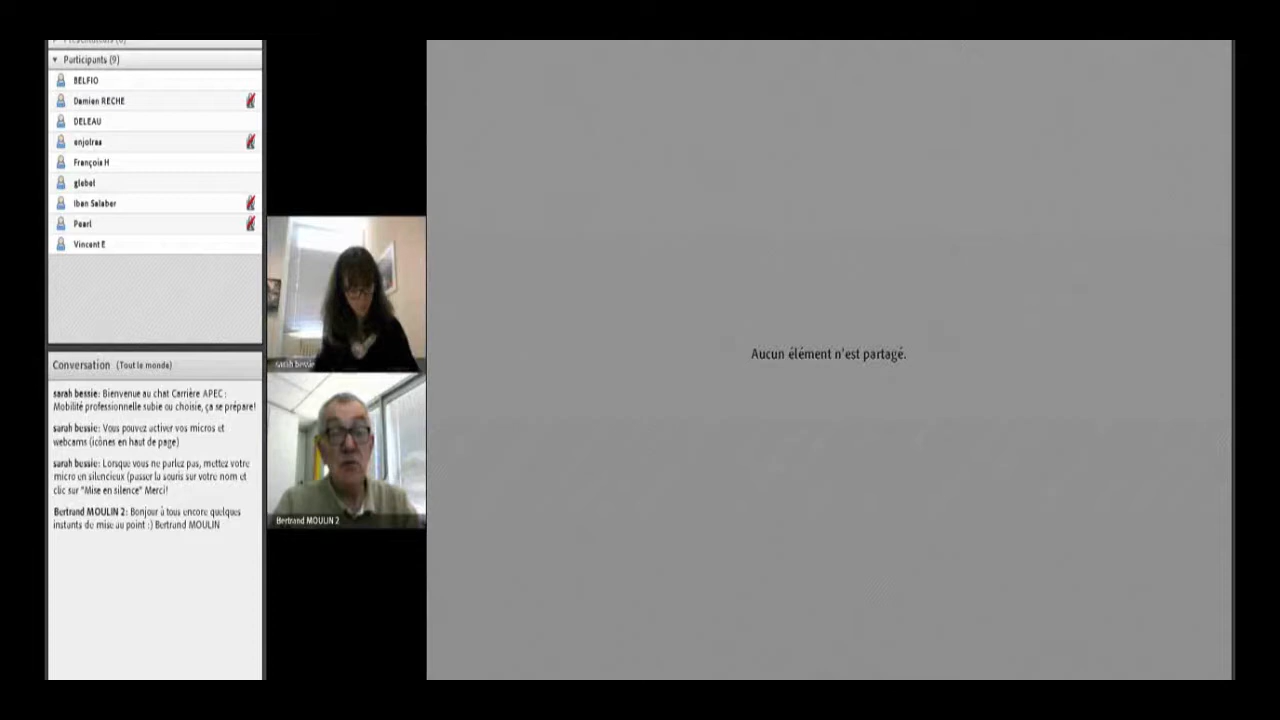 Participants (9)
BELFIO
Damien RECHE
DELEAU
enjolras
François H
glebel
Iben Salaber
Pearl
Vincent E
sarah bessie
Bertrand MOULIN 2
Conversation (Tout le monde)
sarah bessie: Bienvenue au chat Carrière APEC :
Mobilité professionnelle subie ou choisie, ça se prépare!
sarah bessie: Vous pouvez activer vos micros et
webcams (icônes en haut de page)
sarah bessie: Lorsque vous ne parlez pas, mettez votre
micro en silencieux (passer la souris sur votre nom et
clic sur "Mise en silence" Merci!
Bertrand MOULIN 2: Bonjour à tous encore quelques
instants de mise au point :) Bertrand MOULIN
Aucun élément n'est partagé.